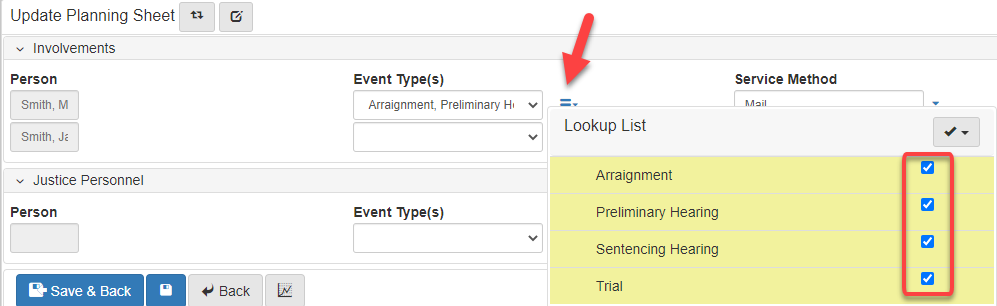 Update Planning Sheet
Involvements
Person Event Type(s) Service Method
Smith, M Arraignment, Preliminary He Mail
Smith, Ja
Lookup List
Arraignment
Preliminary Hearing
Sentencing Hearing
Trial
Justice Personnel
Person Event Type(s)
Save & Back Back